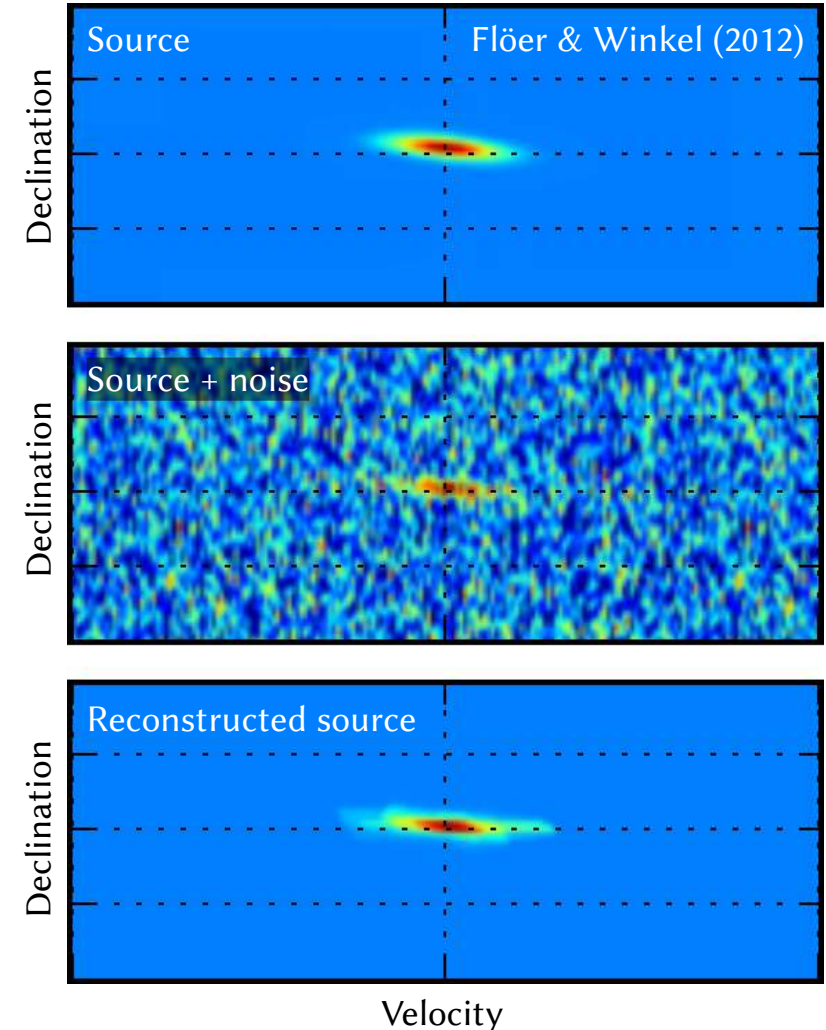 Source
Flöer & Winkel (2012)
Declination
Source + noise
Declination
Reconstructed source
Declination
Velocity